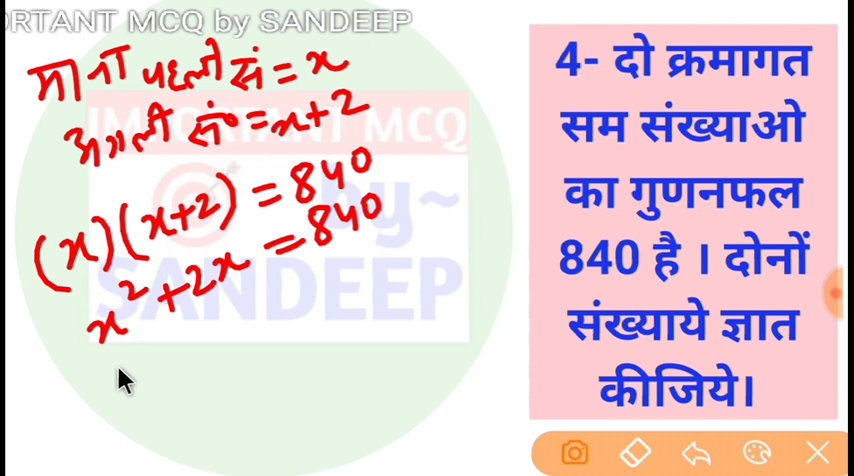 ORTANT MCQ by SANDEEP
माना पहली सं = x
अगली सं० = x+2
(x)(x+2) = 840
x²+2x = 840
IMPORTANT MCQ
by~
SANDEEP
4- दो क्रमागत
सम संख्याओ
का गुणनफल
840 है । दोनों
संख्याये ज्ञात
कीजिये।